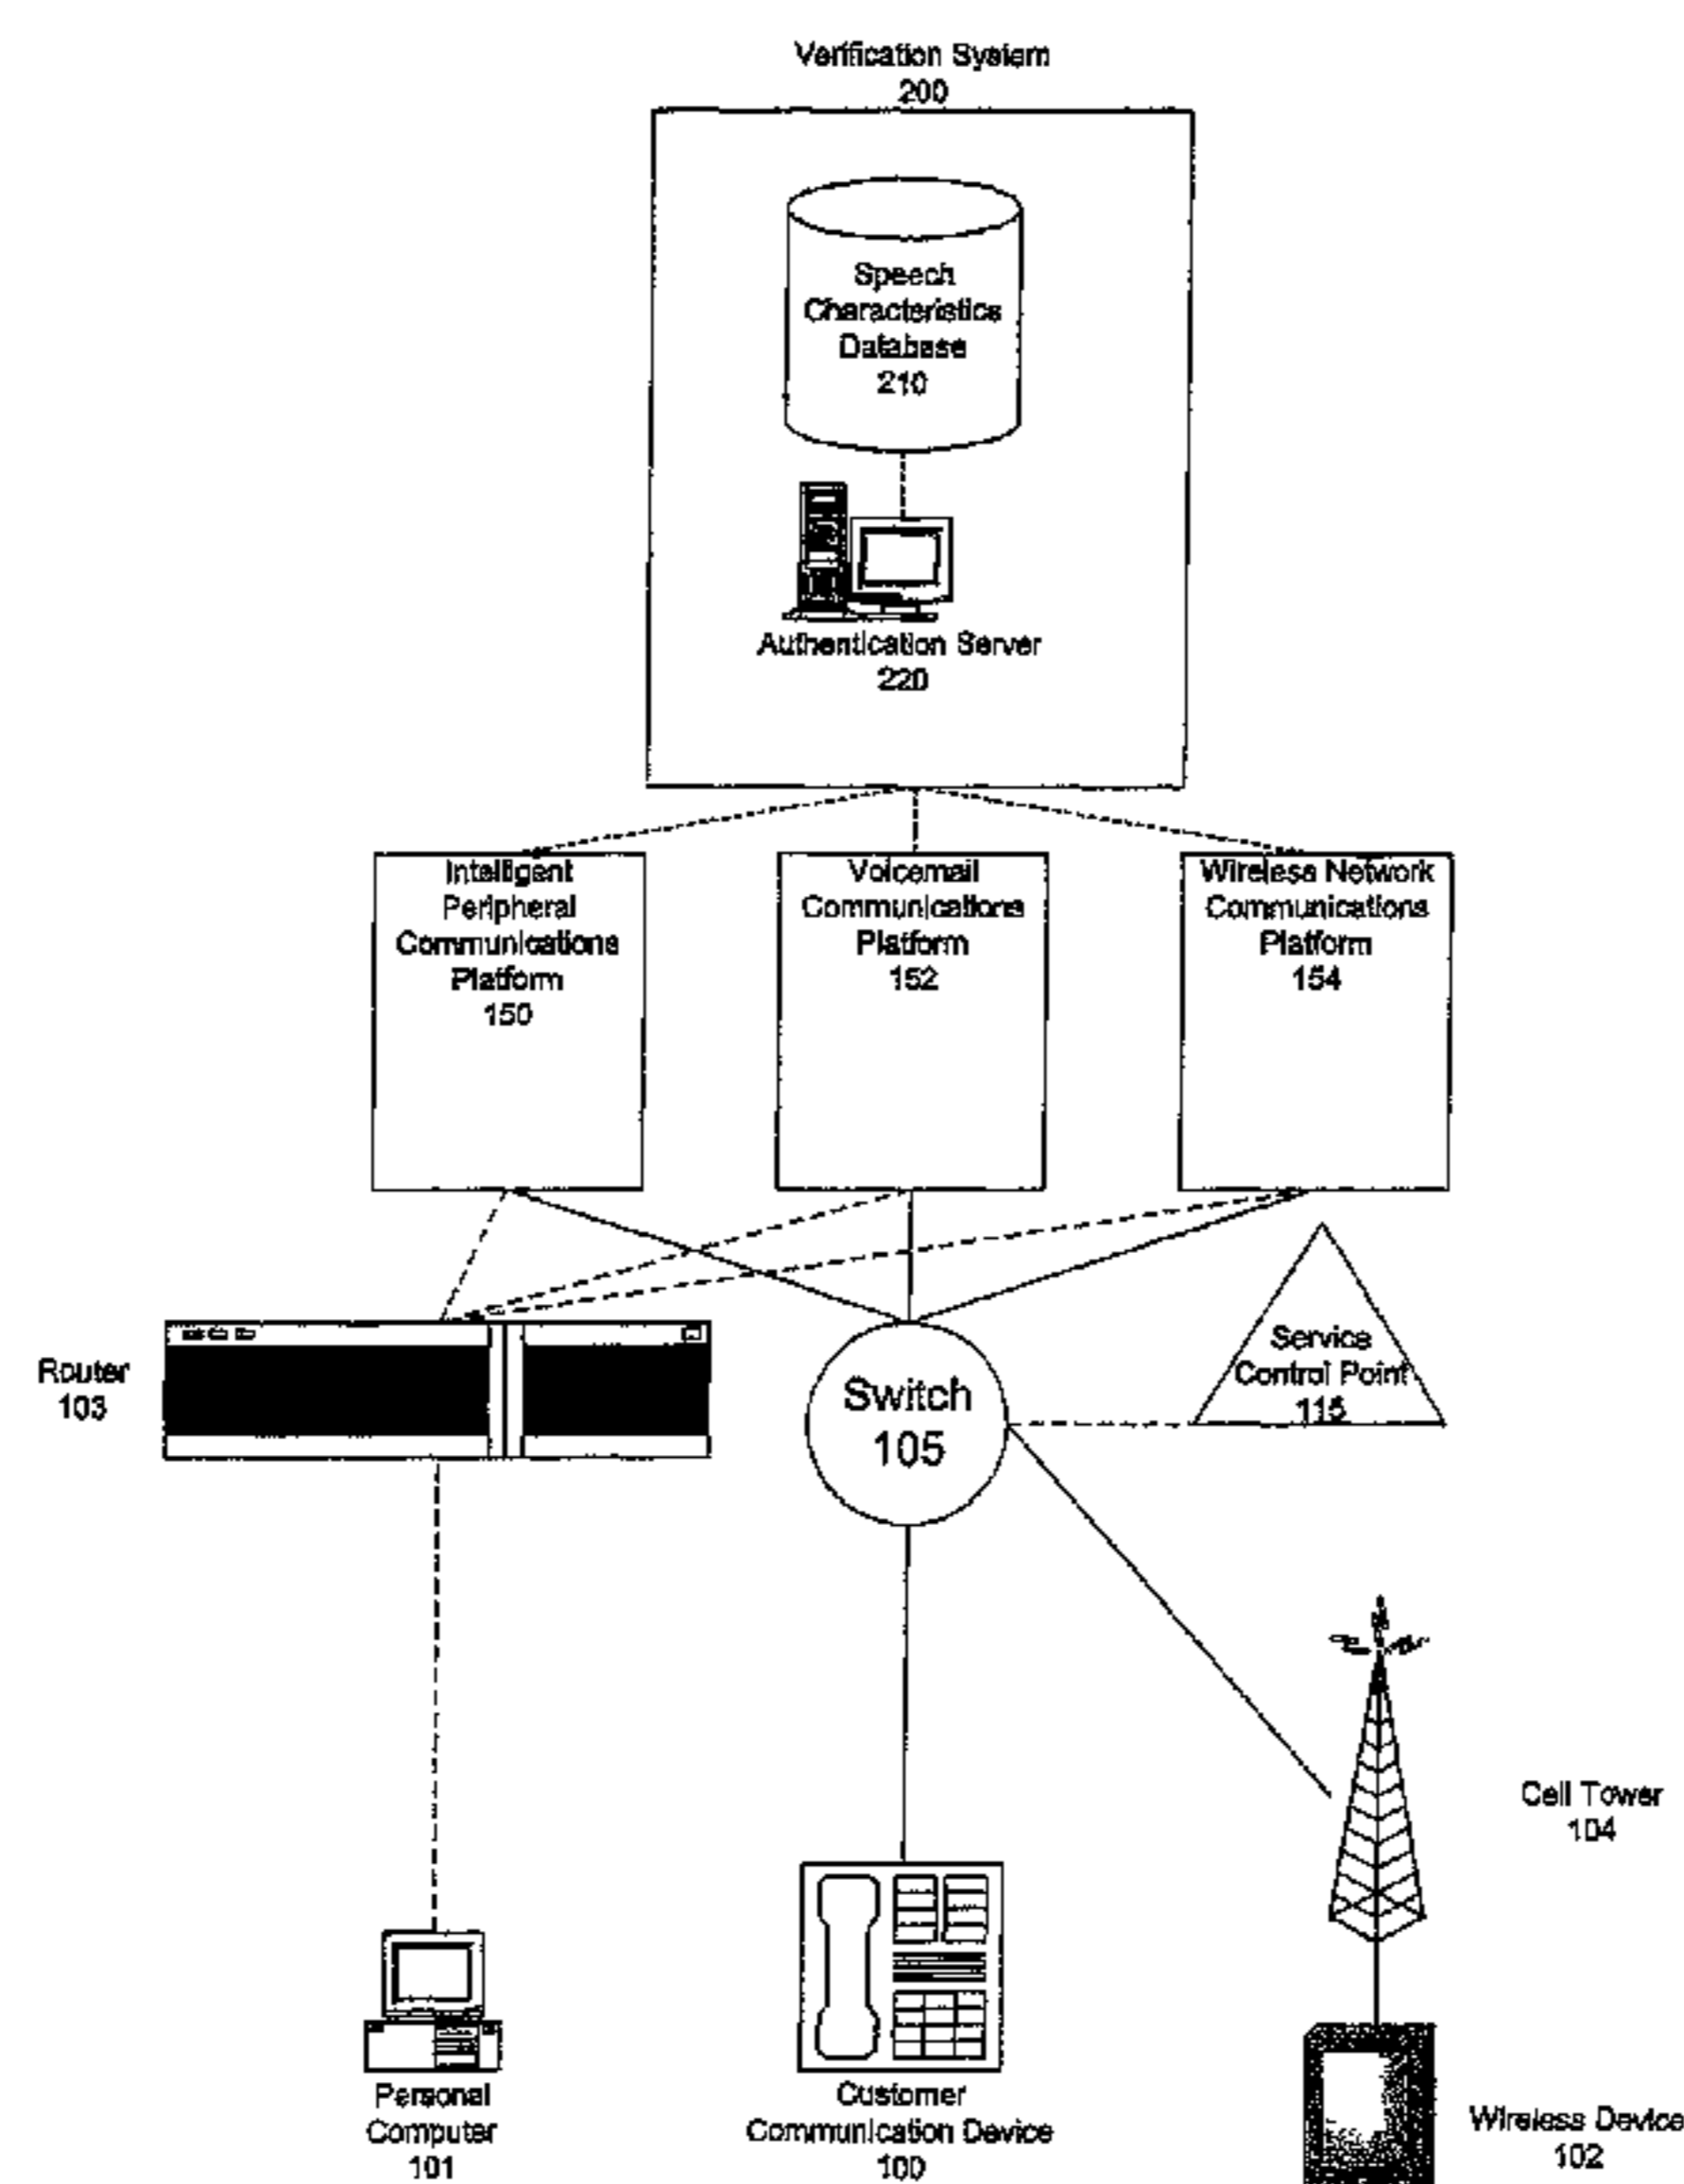 Verification System
200
Speech
Characteristics
Database
210
Authentication Server
220
Intelligent
Peripheral
Communications
Platform
150
Voicemail
Communications
Platform
152
Wireless Network
Communications
Platform
154
Router
103
Switch
105
Service
Control Point
115
Cell Tower
104
Personal
Computer
101
Customer
Communication Device
100
Wireless Device
102